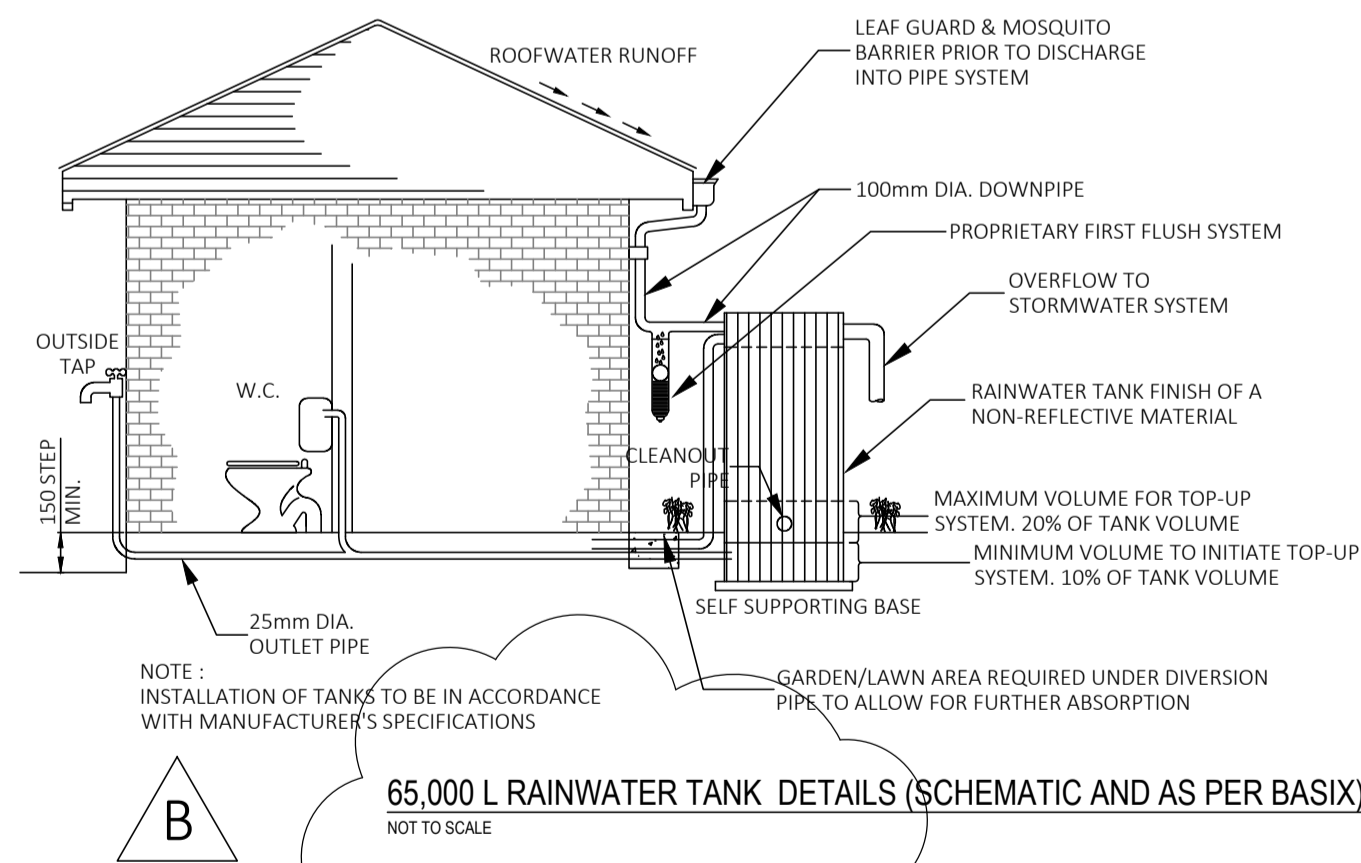 LEAF GUARD & MOSQUITO
BARRIER PRIOR TO DISCHARGE
INTO PIPE SYSTEM
ROOFWATER RUNOFF
100mm DIA. DOWNPIPE
PROPRIETARY FIRST FLUSH SYSTEM
OVERFLOW TO
STORMWATER SYSTEM
OUTSIDE
TAP
W.C.
RAINWATER TANK FINISH OF A
NON-REFLECTIVE MATERIAL
150 STEP
MIN.
CLEANOUT
PIPE
MAXIMUM VOLUME FOR TOP-UP
SYSTEM. 20% OF TANK VOLUME
MINIMUM VOLUME TO INITIATE TOP-UP
SYSTEM. 10% OF TANK VOLUME
SELF SUPPORTING BASE
25mm DIA.
OUTLET PIPE
NOTE :
INSTALLATION OF TANKS TO BE IN ACCORDANCE
WITH MANUFACTURER'S SPECIFICATIONS
GARDEN/LAWN AREA REQUIRED UNDER DIVERSION
PIPE TO ALLOW FOR FURTHER ABSORPTION
B
65,000 L RAINWATER TANK DETAILS (SCHEMATIC AND AS PER BASIX)
NOT TO SCALE